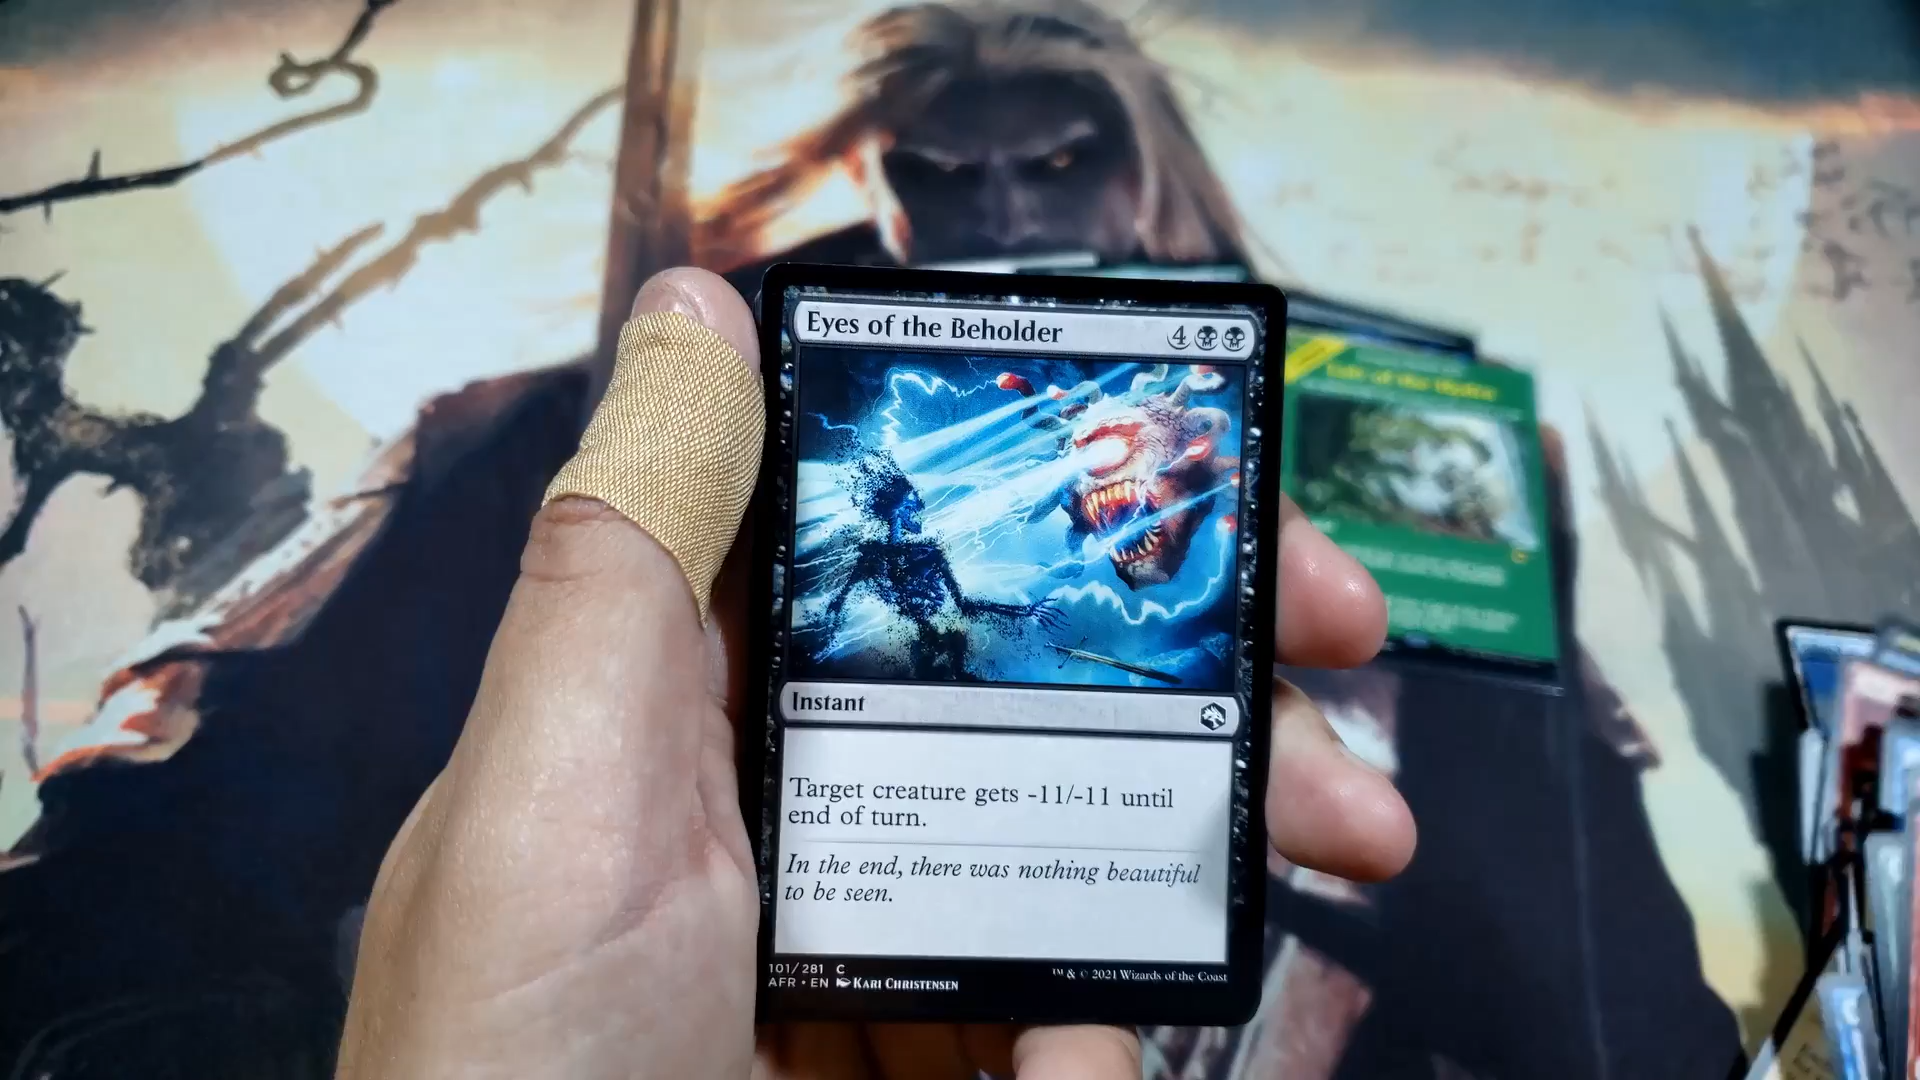 Eyes of the Beholder 4
Instant
Target creature gets -11/-11 until
end of turn.
In the end, there was nothing beautiful
to be seen.
101/281 C
AFR • EN KARI CHRISTENSEN
™ & © 2021 Wizards of the Coast